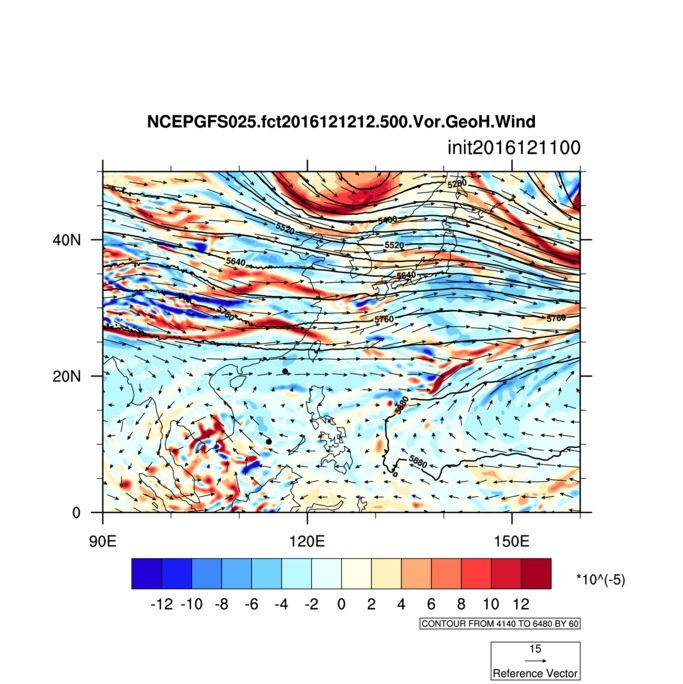 NCEPGFS025.fct2016121212.500.Vor.GeoH.Wind
init2016121100
5280
5400
5520
5520
5640
5640
5760
5760
5760
5880
5880
40N
20N
0
90E 120E 150E
-12 -10 -8 -6 -4 -2 0 2 4 6 8 10 12
*10^(-5)
CONTOUR FROM 4140 TO 6480 BY 60
15
Reference Vector